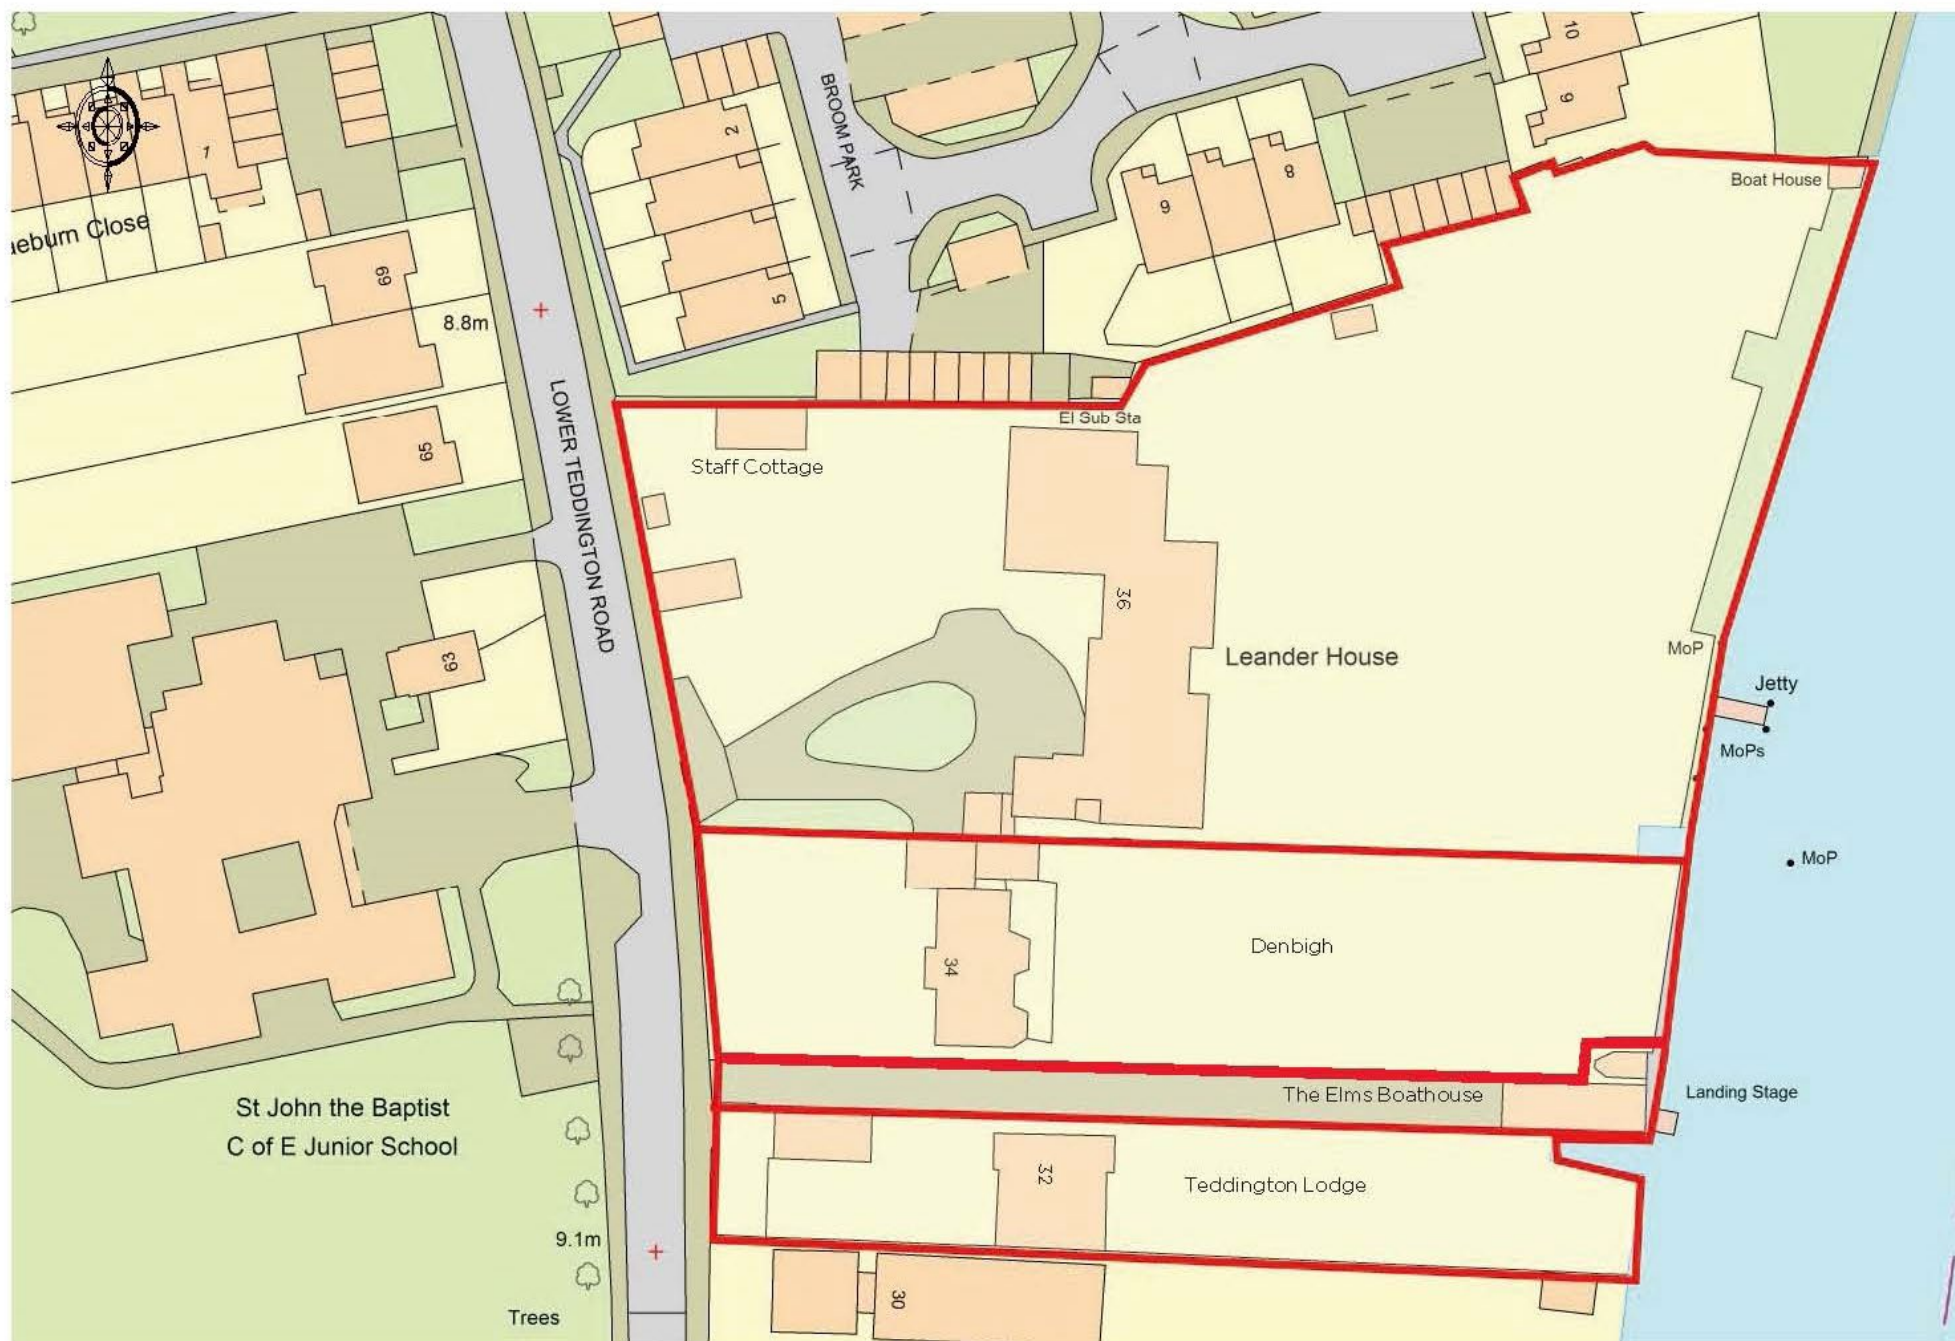 10
9
2
BROOM PARK
1
Boat House
8
6
aeburn Close
69
8.8m
5
El Sub Sta
LOWER TEDDINGTON ROAD
65
Staff Cottage
36
63
Leander House
MoP
Jetty
MoPs
MoP
Denbigh
34
The Elms Boathouse
Landing Stage
St John the Baptist
C of E Junior School
32
Teddington Lodge
9.1m
30
Trees